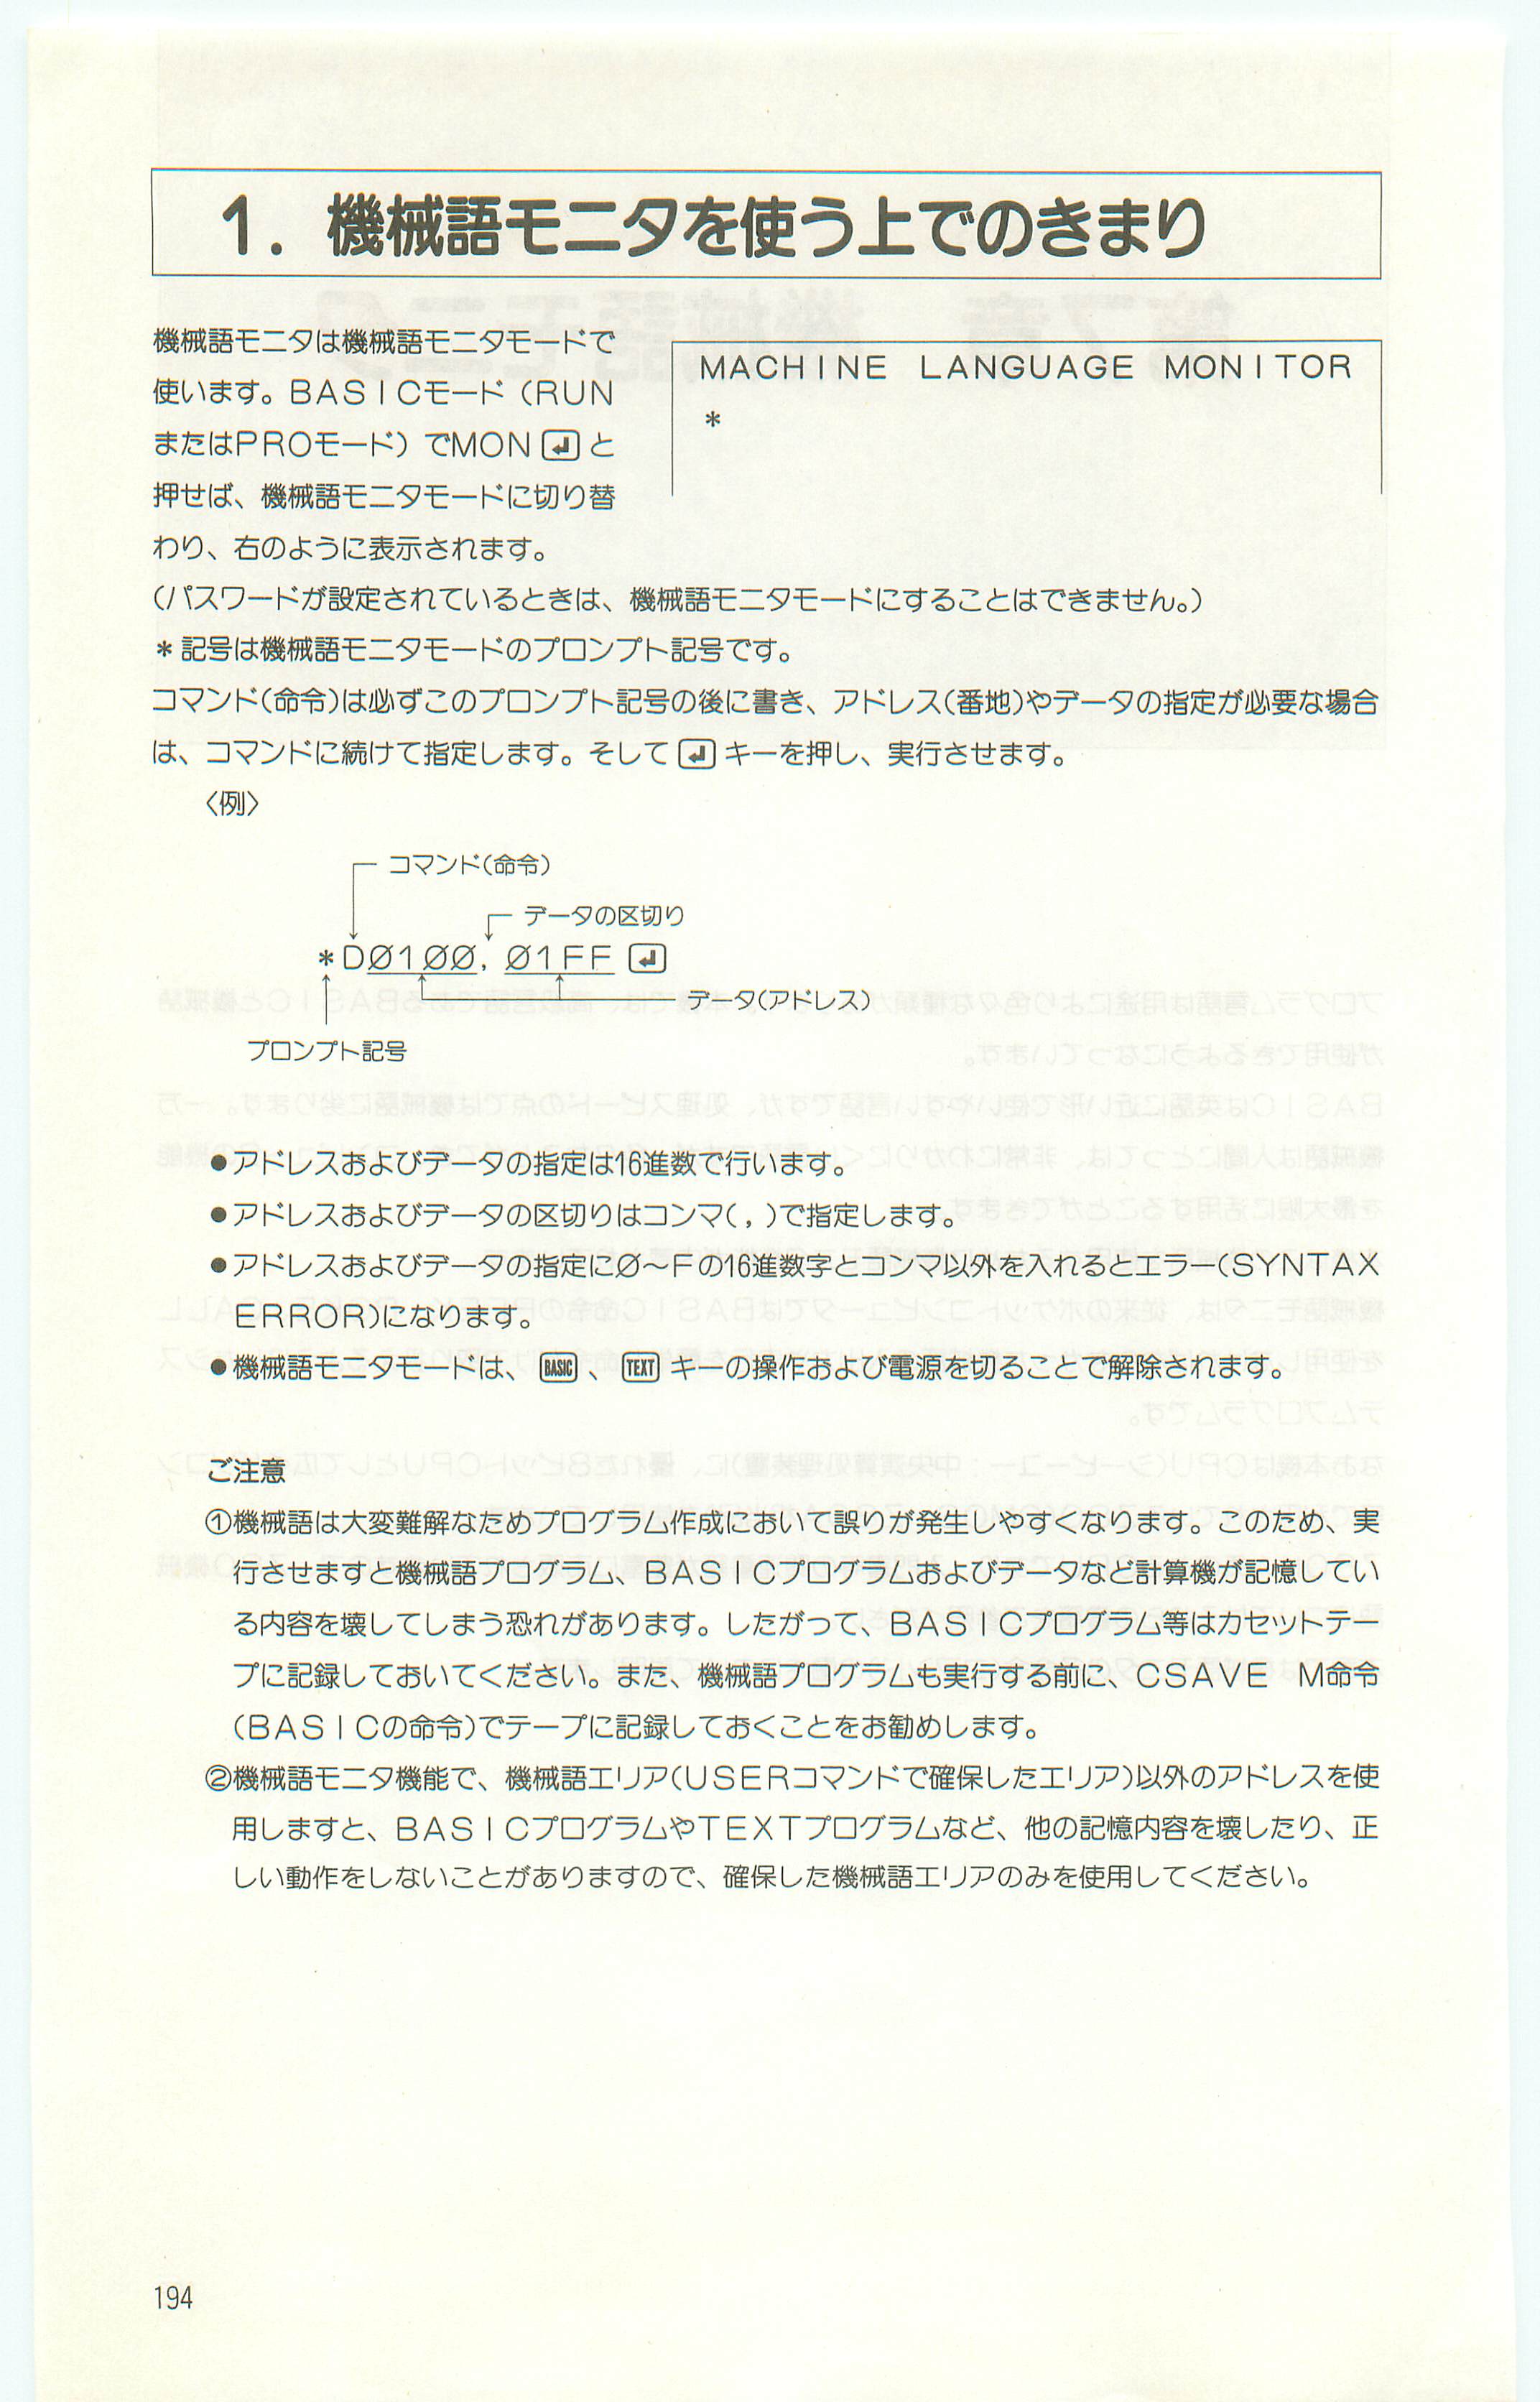 1．機械語モニタを使う上でのきまり
機械語モニタは機械語モニタモードで
使います。BASICモード（RUN
またはPROモード）でMON ↵ と
押せば、機械語モニタモードに切り替
わり、右のように表示されます。
MACHINE LANGUAGE MONITOR
*
（パスワードが設定されているときは、機械語モニタモードにすることはできません。）
＊記号は機械語モニタモードのプロンプト記号です。
コマンド（命令）は必ずこのプロンプト記号の後に書き、アドレス（番地）やデータの指定が必要な場合
は、コマンドに続けて指定します。そして ↵ キーを押し、実行させます。
〈例〉
コマンド（命令）
データの区切り
*D0100, 01FF ↵
データ（アドレス）
プロンプト記号
●アドレスおよびデータの指定は16進数で行います。
●アドレスおよびデータの区切りはコンマ（，）で指定します。
●アドレスおよびデータの指定に0～Fの16進数字とコンマ以外を入れるとエラー（SYNTAX
ERROR）になります。
●機械語モニタモードは、 BASIC 、 TEXT キーの操作および電源を切ることで解除されます。
ご注意
①機械語は大変難解なためプログラム作成において誤りが発生しやすくなります。このため、実
行させますと機械語プログラム、BASICプログラムおよびデータなど計算機が記憶してい
る内容を壊してしまう恐れがあります。したがって、BASICプログラム等はカセットテー
プに記録しておいてください。また、機械語プログラムも実行する前に、CSAVE M命令
（BASICの命令）でテープに記録しておくことをお勧めします。
②機械語モニタ機能で、機械語エリア（USERコマンドで確保したエリア）以外のアドレスを使
用しますと、BASICプログラムやTEXTプログラムなど、他の記憶内容を壊したり、正
しい動作をしないことがありますので、確保した機械語エリアのみを使用してください。
194